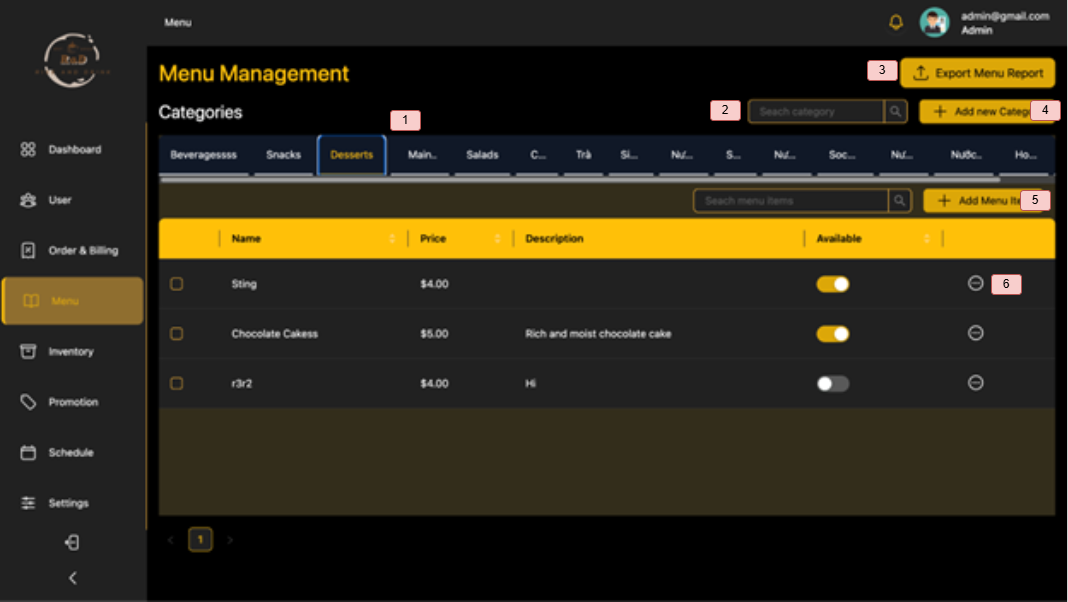 Menu
admin@gmail.com
Admin
Menu Management
3
Export Menu Report
Categories
1
2
Seach category
Add new Categ
4
Beveragessss Snacks Desserts Main... Salads C... Trà Si... Nư... S... Nư... Soc... Nư... Nước... Ho...
Seach menu items
Add Menu Ite
5
Name Price Description Available
Sting $4.00
6
Chocolate Cakess $5.00 Rich and moist chocolate cake
r3r2 $4.00 Hi
< 1 >
Dashboard
User
Order & Billing
Menu
Inventory
Promotion
Schedule
Settings